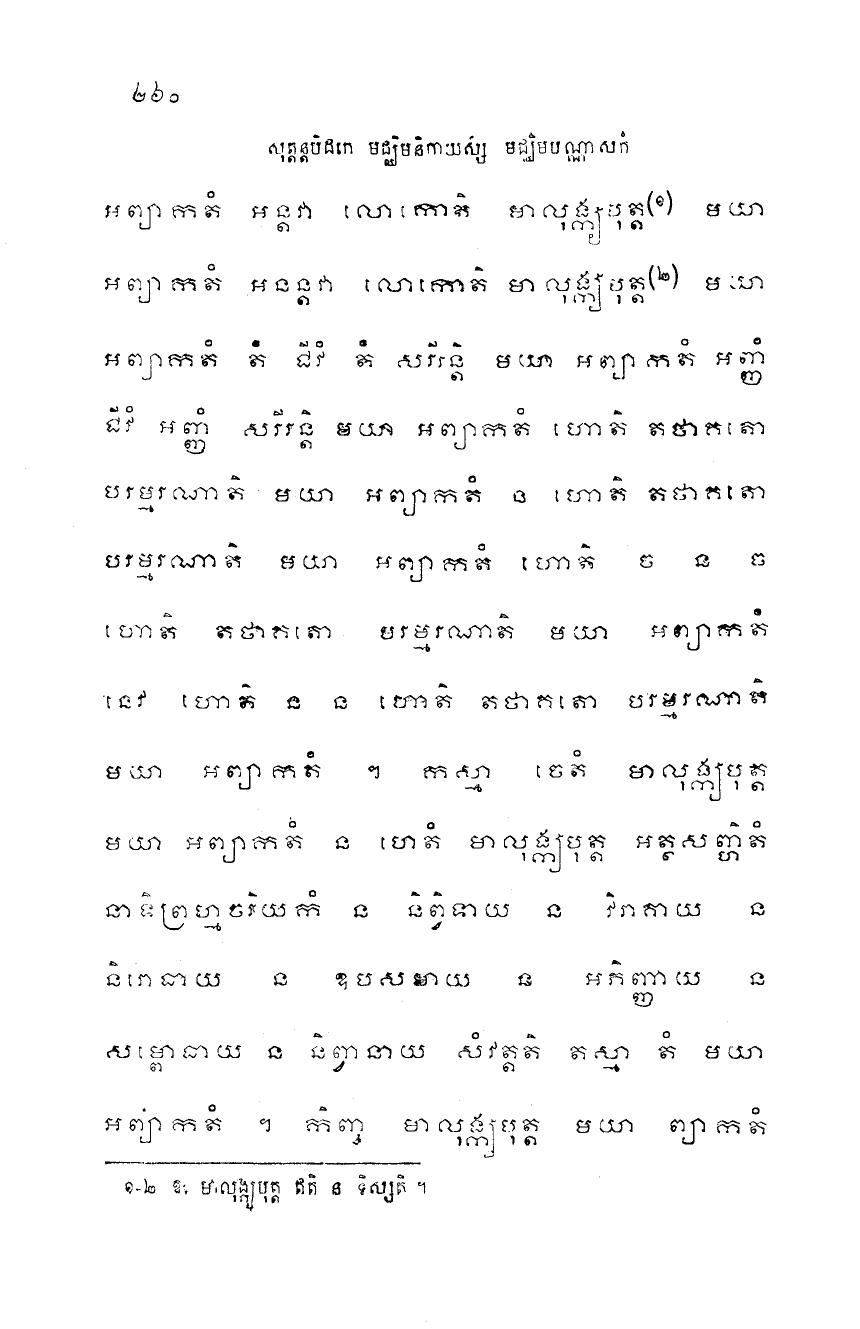 ២៦០
សុត្តន្តបិដកេ មជ្ឈិមនិកាយស្ស មជ្ឈិមបណ្ណាសកំ
អព្យាកតំ អន្តវា លោកោតិ មាលុង្ក្យបុត្ត(១) មយា
អព្យាកតំ អនន្តវា លោកោតិ មាលុង្ក្យបុត្ត(២) មយា
អព្យាកតំ តំ ជីវំ តំ សរីរន្តិ មយា អព្យាកតំ អញ្ញំ
ជីវំ អញ្ញំ សរីរន្តិ មយា អព្យាកតំ ហោតិ តថាគតោ
បរម្មរណាតិ មយា អព្យាកតំ ន ហោតិ តថាគតោ
បរម្មរណាតិ មយា អព្យាកតំ ហោតិ ច ន ច
ហោតិ តថាគតោ បរម្មរណាតិ មយា អព្យាកតំ
នេវ ហោតិ ន ន ហោតិ តថាគតោ បរម្មរណាតិ
មយា អព្យាកតំ ។ កស្មា ចេតំ មាលុង្ក្យបុត្ត
មយា អព្យាកតំ ន ហេតំ មាលុង្ក្យបុត្ត អត្ថសញ្ហិតំ
នាទិព្រហ្មចរិយកំ ន និព្វិទាយ ន វិរាគាយ ន
និរោធាយ ន ឧបសមាយ ន អភិញ្ញាយ ន
សម្ពោធាយ ន និព្វានាយ សំវត្តតិ តស្មា តំ មយា
អព្យាកតំ ។ កិញ្ច មាលុង្ក្យបុត្ត មយា ព្យាកតំ
១-២ ឱ. មាលុង្ក្យបុត្ត ឥតិ ន ទិស្សតិ ។